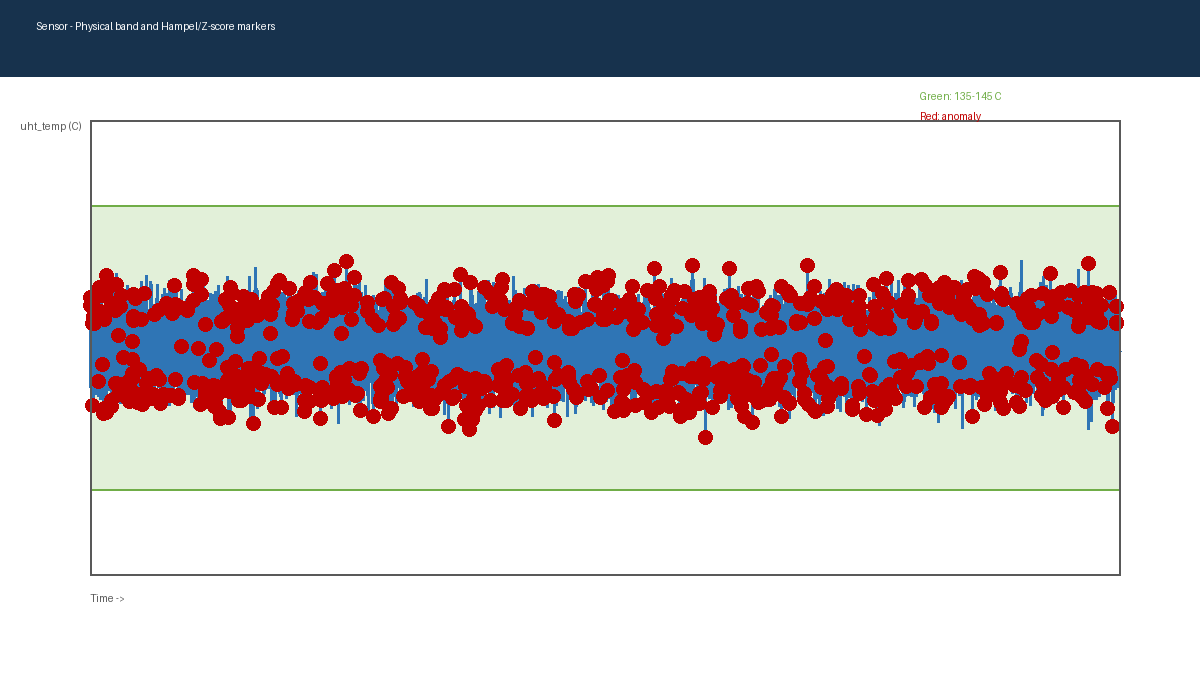 Sensor - Physical band and Hampel/Z-score markers
Green: 135-145 C
Red: anomaly
uht_temp (C)
Time ->